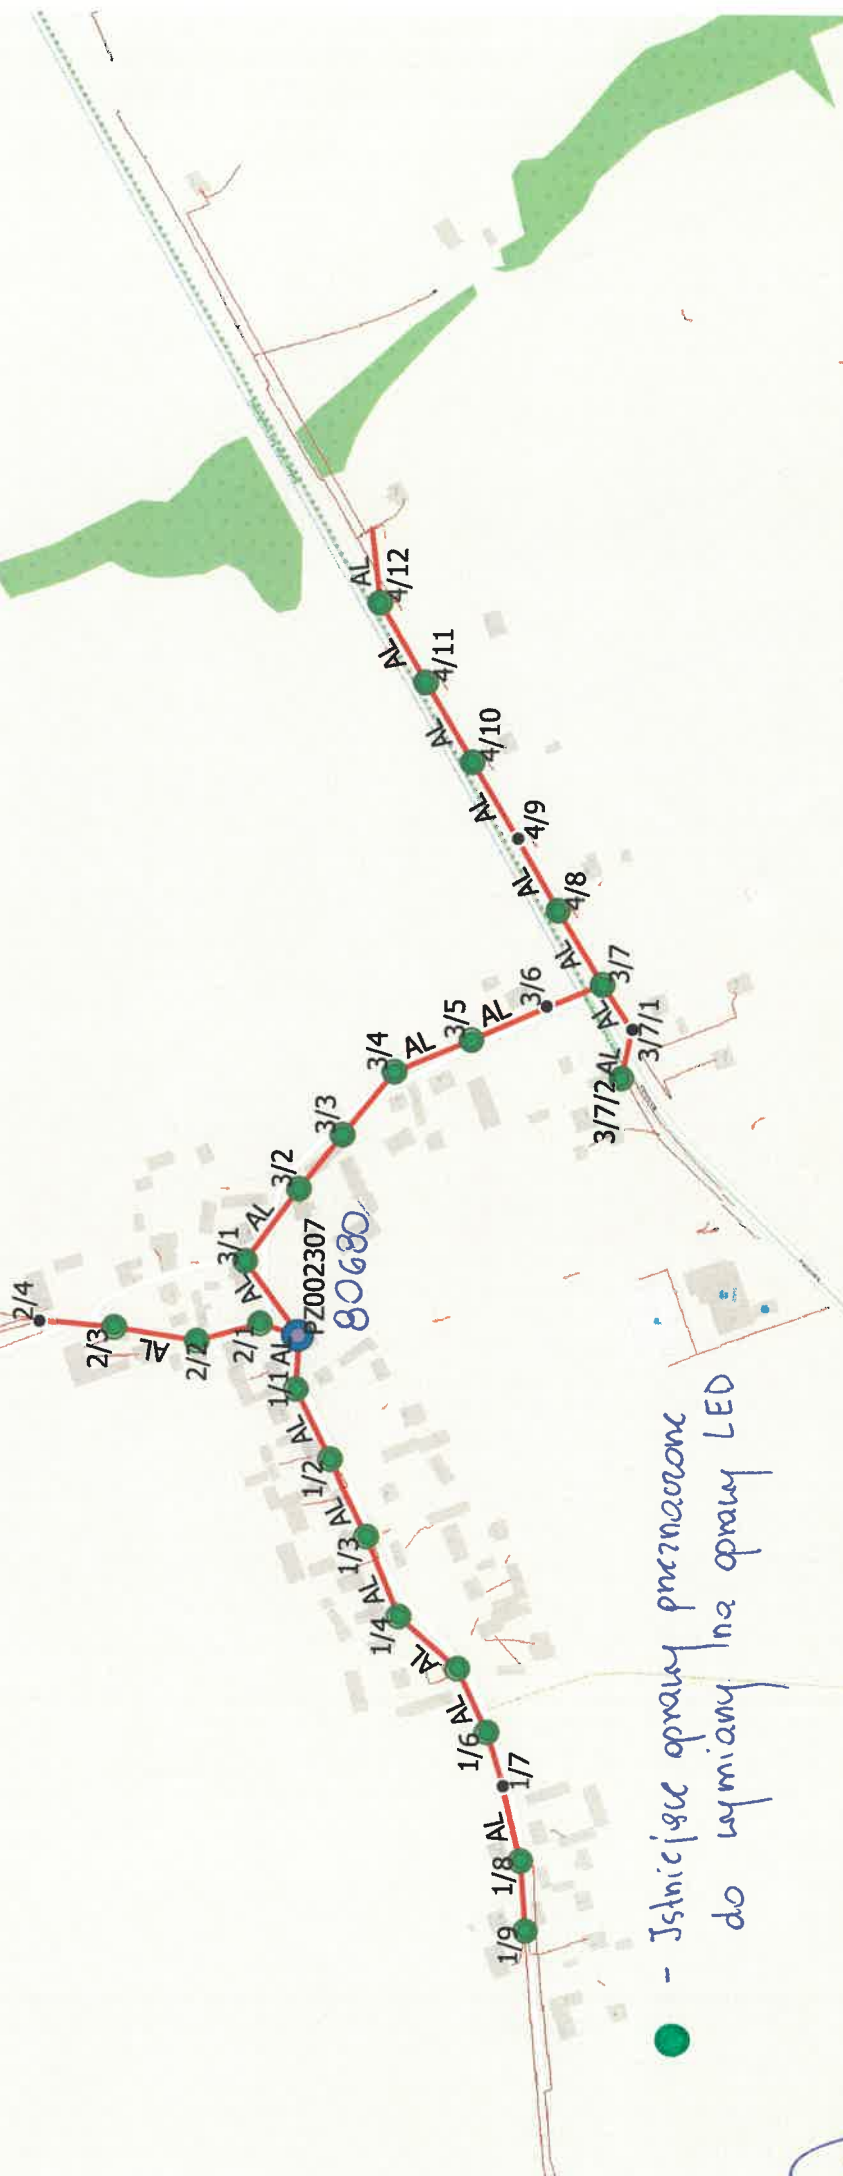 2/4
2/3
AL
2/2
2/1
AL
1/1
AL
1/2
AL
1/3
AL
1/4
AL
AL
1/6
1/7
AL
1/8
1/9
PZ002307
80680
AL
3/1
AL
3/2
3/3
3/4
AL
3/5
AL
3/6
3/7
AL
3/7/1
AL
3/7/2
AL
4/8
AL
4/9
AL
4/10
AL
4/11
AL
4/12
AL
- Istniejące oprawy przeznaczone
do wymiany na oprawy LED